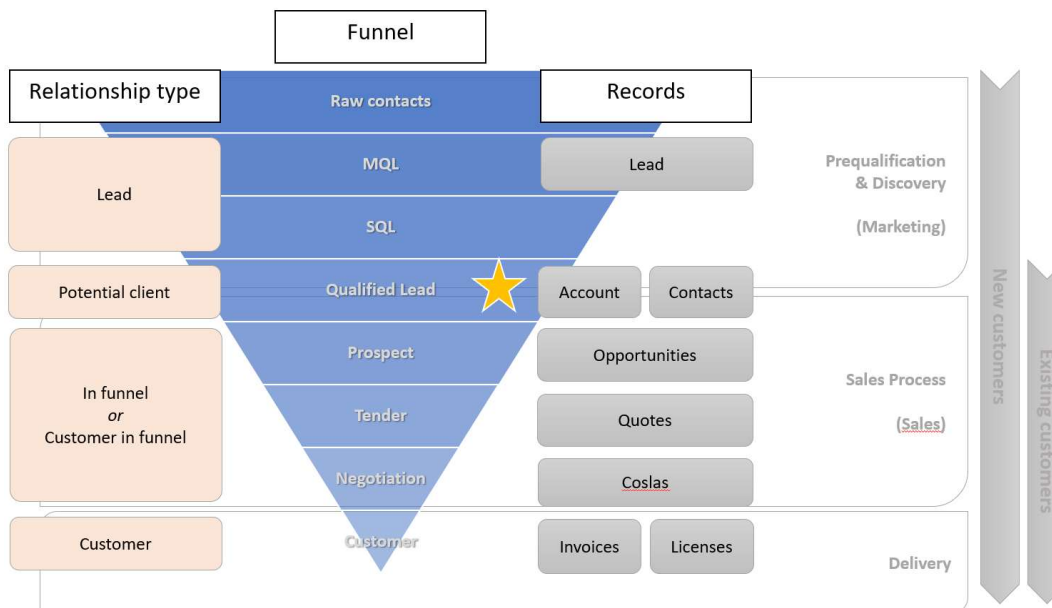 Funnel
Relationship type
Raw contacts
Records
Lead
MQL
Lead
Prequalification
& Discovery
(Marketing)
SQL
Potential client
Qualified Lead
Account
Contacts
New customers
Prospect
Opportunities
In funnel
or
Customer in funnel
Tender
Quotes
Sales Process
(Sales)
Existing customers
Negotiation
Coslas
Customer
Customer
Invoices
Licenses
Delivery